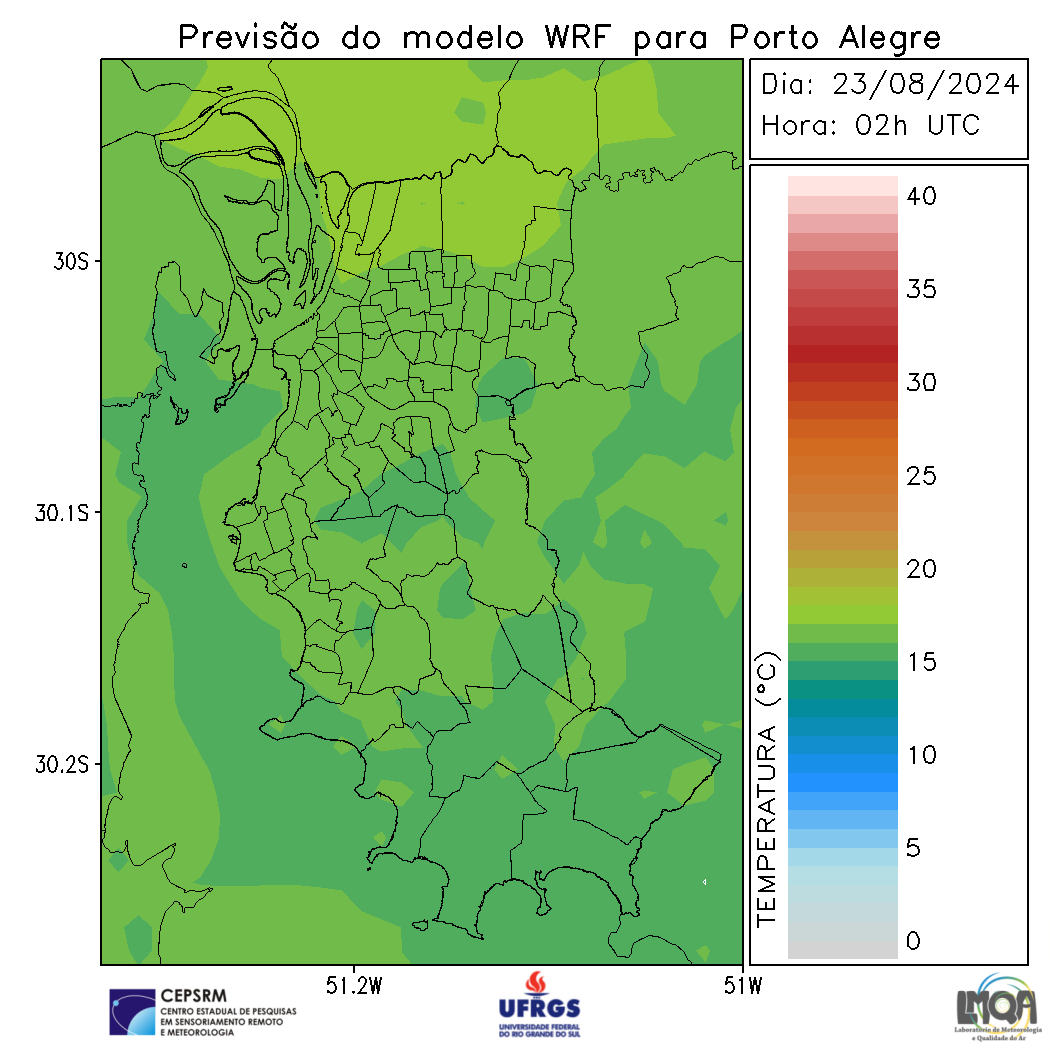 Previsão do modelo WRF para Porto Alegre
Dia: 23/08/2024
Hora: 02h UTC
40
35
30
25
20
15
10
5
0
TEMPERATURA (°C)
30S
30.1S
30.2S
51.2W
51W
CEPSRM
CENTRO ESTADUAL DE PESQUISAS
EM SENSORIAMENTO REMOTO
E METEOROLOGIA
UFRGS
UNIVERSIDADE FEDERAL
DO RIO GRANDE DO SUL
LMQA
Laboratório de Meteorologia
e Qualidade do Ar